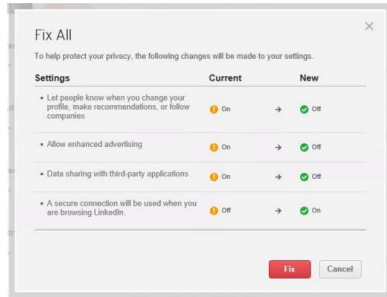 Fix All
To help protect your privacy, the following changes will be made to your settings.
Settings Current New
• Let people know when you change your
profile, make recommendations, or follow
companies
On → Off
• Allow enhanced advertising On → Off
• Data sharing with third-party applications On → Off
• A secure connection will be used when you
are browsing LinkedIn.
Off → On
Fix Cancel